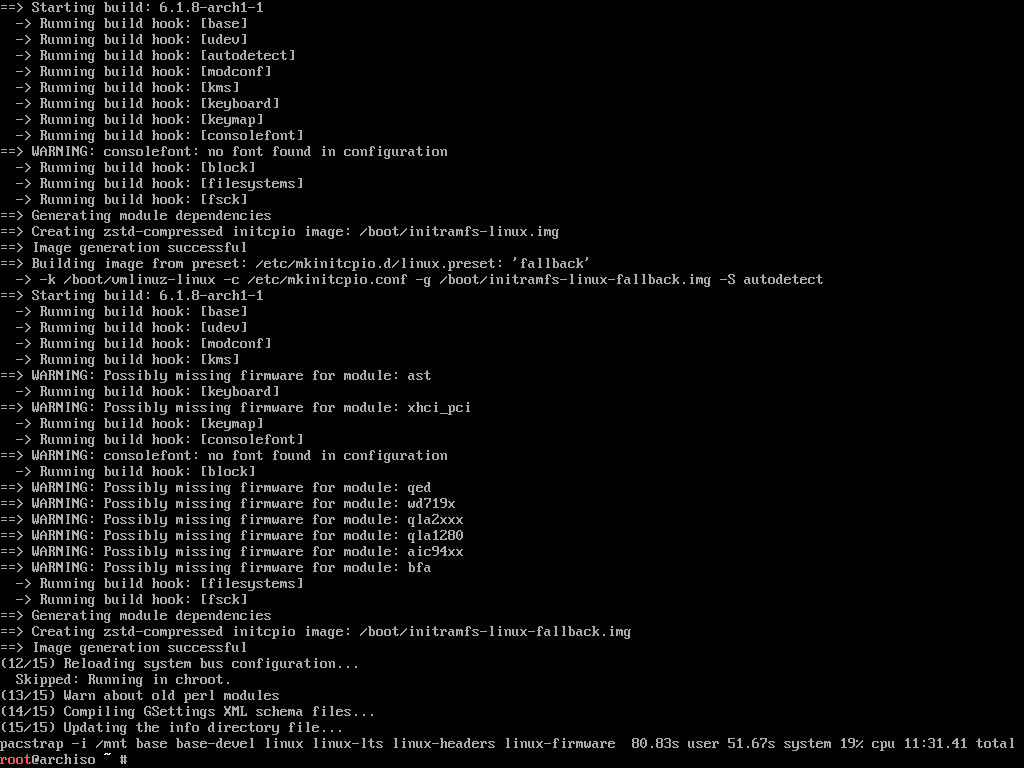 ==> Starting build: 6.1.8-arch1-1
  -> Running build hook: [base]
  -> Running build hook: [udev]
  -> Running build hook: [autodetect]
  -> Running build hook: [modconf]
  -> Running build hook: [kms]
  -> Running build hook: [keyboard]
  -> Running build hook: [keymap]
  -> Running build hook: [consolefont]
==> WARNING: consolefont: no font found in configuration
  -> Running build hook: [block]
  -> Running build hook: [filesystems]
  -> Running build hook: [fsck]
==> Generating module dependencies
==> Creating zstd-compressed initcpio image: /boot/initramfs-linux.img
==> Image generation successful
==> Building image from preset: /etc/mkinitcpio.d/linux.preset: 'fallback'
  -> -k /boot/vmlinuz-linux -c /etc/mkinitcpio.conf -g /boot/initramfs-linux-fallback.img -S autodetect
==> Starting build: 6.1.8-arch1-1
  -> Running build hook: [base]
  -> Running build hook: [udev]
  -> Running build hook: [modconf]
  -> Running build hook: [kms]
==> WARNING: Possibly missing firmware for module: ast
  -> Running build hook: [keyboard]
==> WARNING: Possibly missing firmware for module: xhci_pci
  -> Running build hook: [keymap]
  -> Running build hook: [consolefont]
==> WARNING: consolefont: no font found in configuration
  -> Running build hook: [block]
==> WARNING: Possibly missing firmware for module: qed
==> WARNING: Possibly missing firmware for module: wd719x
==> WARNING: Possibly missing firmware for module: qla2xxx
==> WARNING: Possibly missing firmware for module: qla1280
==> WARNING: Possibly missing firmware for module: aic94xx
==> WARNING: Possibly missing firmware for module: bfa
  -> Running build hook: [filesystems]
  -> Running build hook: [fsck]
==> Generating module dependencies
==> Creating zstd-compressed initcpio image: /boot/initramfs-linux-fallback.img
==> Image generation successful
(12/15) Reloading system bus configuration...
  Skipped: Running in chroot.
(13/15) Warn about old perl modules
(14/15) Compiling GSettings XML schema files...
(15/15) Updating the info directory file...
pacstrap -i /mnt base base-devel linux linux-lts linux-headers linux-firmware  80.83s user 51.67s system 19% cpu 11:31.41 total
root@archiso ~ #